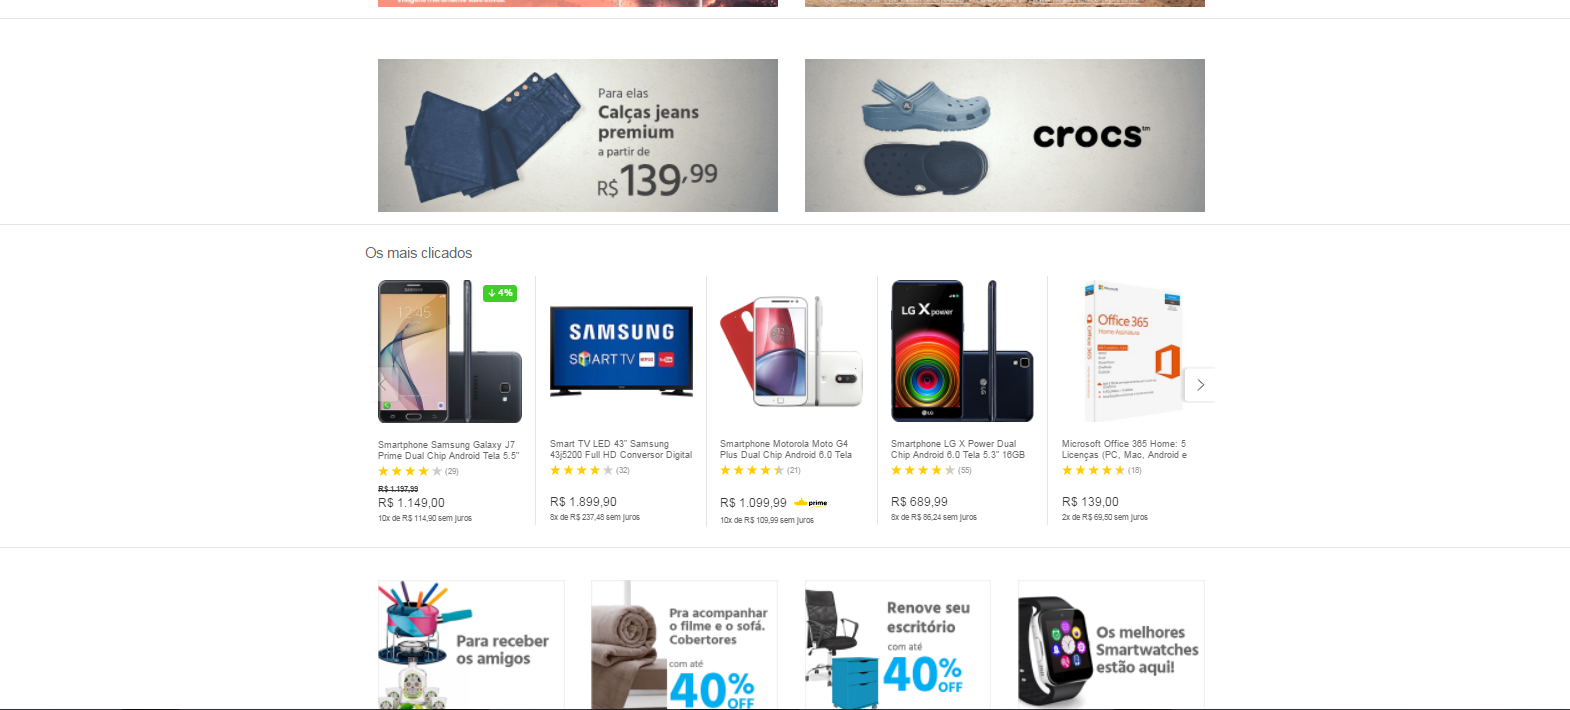 Para elas
Calças jeans
premium
a partir de
R$139,99
crocs™
Os mais clicados
4%
12:45
SAMSUNG
SMART TV
LG X power
LG
Microsoft
Office 365
Home Assinatura
Office 365
Smartphone Samsung Galaxy J7
Prime Dual Chip Android Tela 5.5"
(29)
R$ 1.197,99
R$ 1.149,00
10x de R$ 114,90 sem juros
Smart TV LED 43" Samsung
43j5200 Full HD Conversor Digital
(32)
R$ 1.899,90
8x de R$ 237,48 sem juros
Smartphone Motorola Moto G4
Plus Dual Chip Android 6.0 Tela
(21)
R$ 1.099,99 prime
10x de R$ 109,99 sem juros
Smartphone LG X Power Dual
Chip Android 6.0 Tela 5.3" 16GB
(55)
R$ 689,99
8x de R$ 86,24 sem juros
Microsoft Office 365 Home: 5
Licenças (PC, Mac, Android e
(18)
R$ 139,00
2x de R$ 69,50 sem juros
Para receber
os amigos
Pra acompanhar
o filme e o sofá.
Cobertores
com até
40% OFF
Renove seu
escritório
com até
40% OFF
Os melhores
Smartwatches
estão aqui!